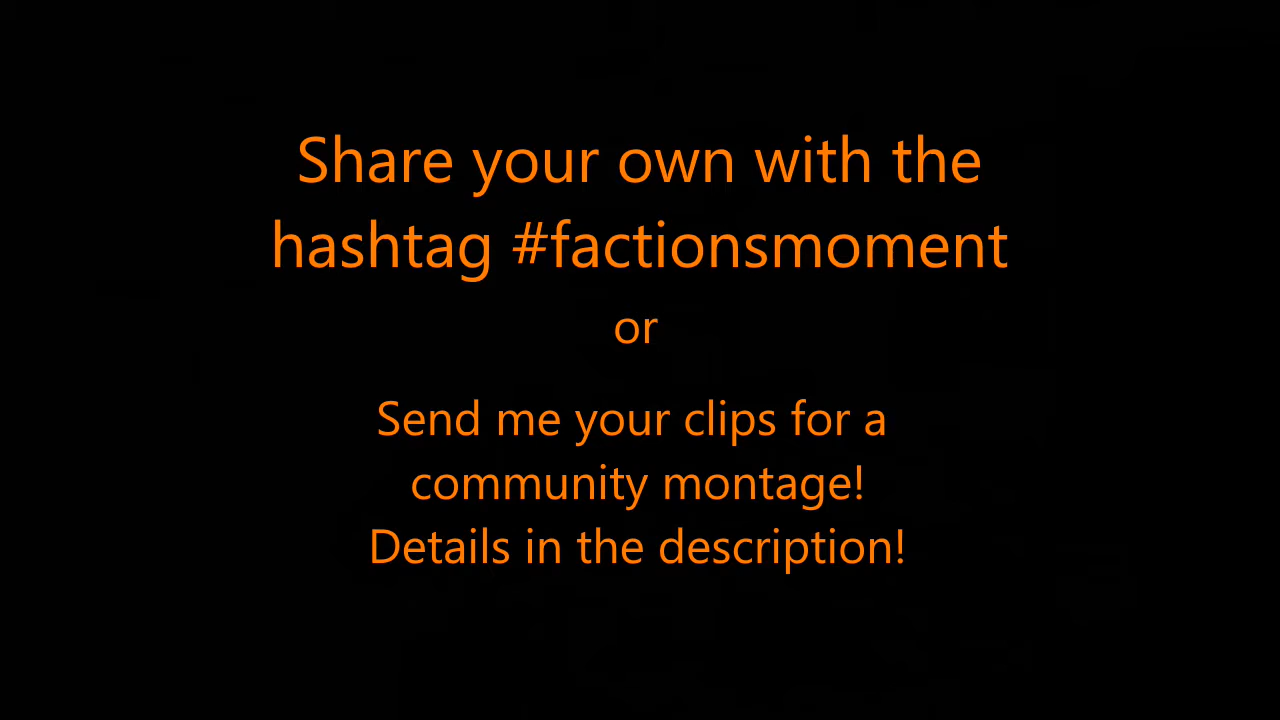 Share your own with the
hashtag #factionsmoment
or
Send me your clips for a
community montage!
Details in the description!